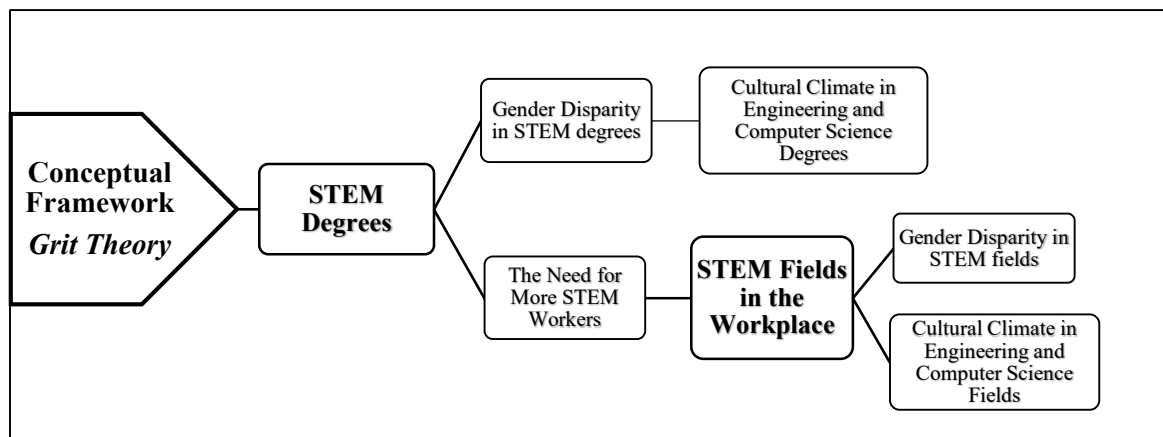 Conceptual
Framework
Grit Theory
STEM
Degrees
Gender Disparity
in STEM degrees
Cultural Climate in
Engineering and
Computer Science
Degrees
The Need for
More STEM
Workers
STEM Fields
in the
Workplace
Gender Disparity in
STEM fields
Cultural Climate in
Engineering and
Computer Science
Fields